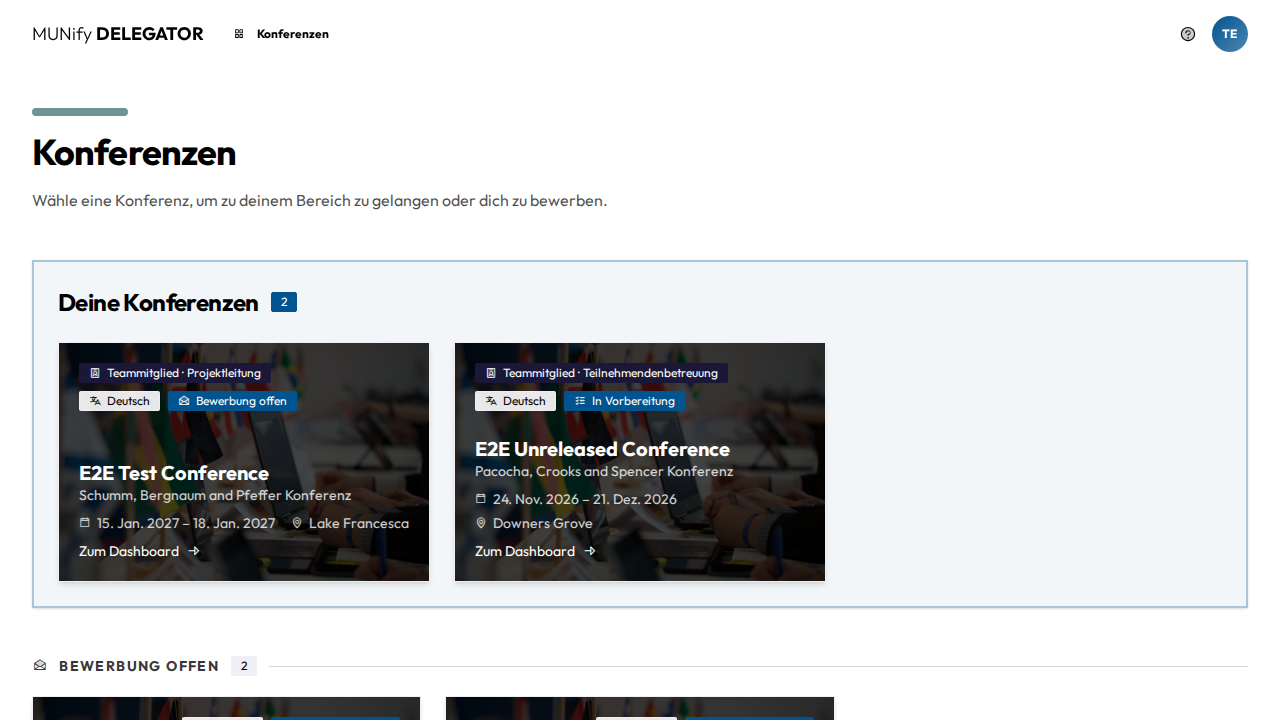 MUNify DELEGATOR
Konferenzen
TE
Konferenzen
Wähle eine Konferenz, um zu deinem Bereich zu gelangen oder dich zu bewerben.
Deine Konferenzen 2
Teammitglied · Projektleitung
Deutsch Bewerbung offen
E2E Test Conference
Schumm, Bergnaum and Pfeffer Konferenz
15. Jan. 2027 – 18. Jan. 2027 Lake Francesca
Zum Dashboard
Teammitglied · Teilnehmendenbetreuung
Deutsch In Vorbereitung
E2E Unreleased Conference
Pacocha, Crooks and Spencer Konferenz
24. Nov. 2026 – 21. Dez. 2026
Downers Grove
Zum Dashboard
BEWERBUNG OFFEN 2